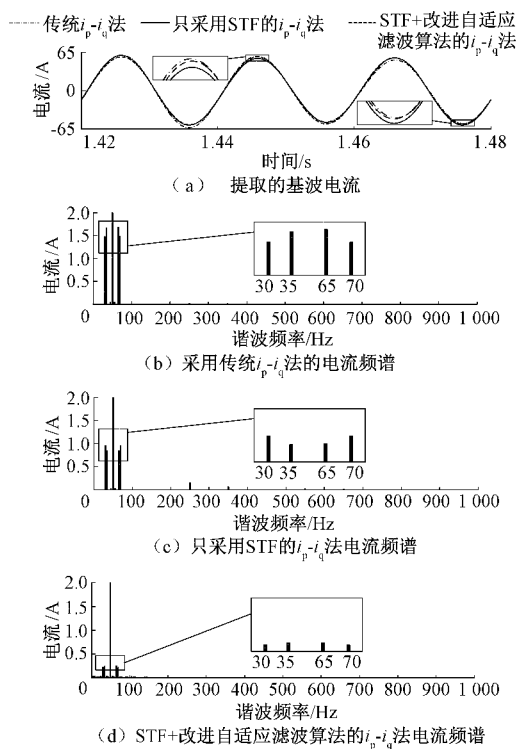 传统ip-iq法 只采用STF的ip-iq法 STF+改进自适应
滤波算法的ip-iq法
65
0
-65
电流/A
1.42 1.44 1.46 1.48
时间/s
(a) 提取的基波电流
2.0
1.5
1.0
0.5
电流/A
30 35 65 70
0 100 200 300 400 500 600 700 800 900 1 000
谐波频率/Hz
(b)采用传统ip-iq法的电流频谱
2.0
1.5
1.0
0.5
电流/A
30 35 65 70
0 100 200 300 400 500 600 700 800 900 1 000
谐波频率/Hz
(c)只采用STF的ip-iq法电流频谱
2.0
1.5
1.0
0.5
电流/A
30 35 65 70
0 100 200 300 400 500 600 700 800 900 1 000
谐波频率/Hz
(d)STF+改进自适应滤波算法的ip-iq法电流频谱